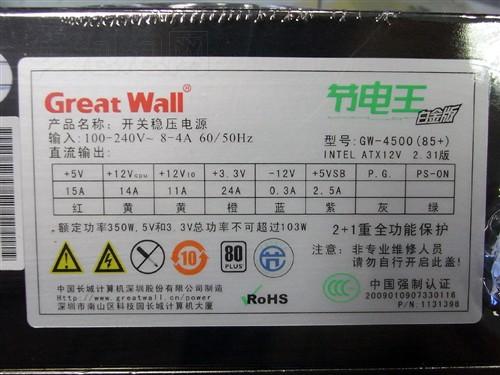 Great Wall®
节电王
白金版
产品名称：开关稳压电源
输入：100-240V~ 8-4A 60/50Hz
直流输出：
型号：GW-4500(85+)
INTEL ATX12V 2.31版
+5V +12VCPU +12VIO +3.3V -12V +5VSB P.G. PS-ON
15A 14A 11A 24A 0.3A 2.5A
红 黄 黄 橙 蓝 紫 灰 绿
额定功率350W,5V和3.3V总功率不可超过103W
2+1重全功能保护
注意：非专业维修人员
请勿自行开启机壳！
10
80
PLUS
中国长城计算机深圳股份有限公司制造
Http://www.greatwall.cn/power
深圳市南山区科技园长城计算机大厦
RoHS
CCC
中国强制认证
2009010907330116
P/N:1131398